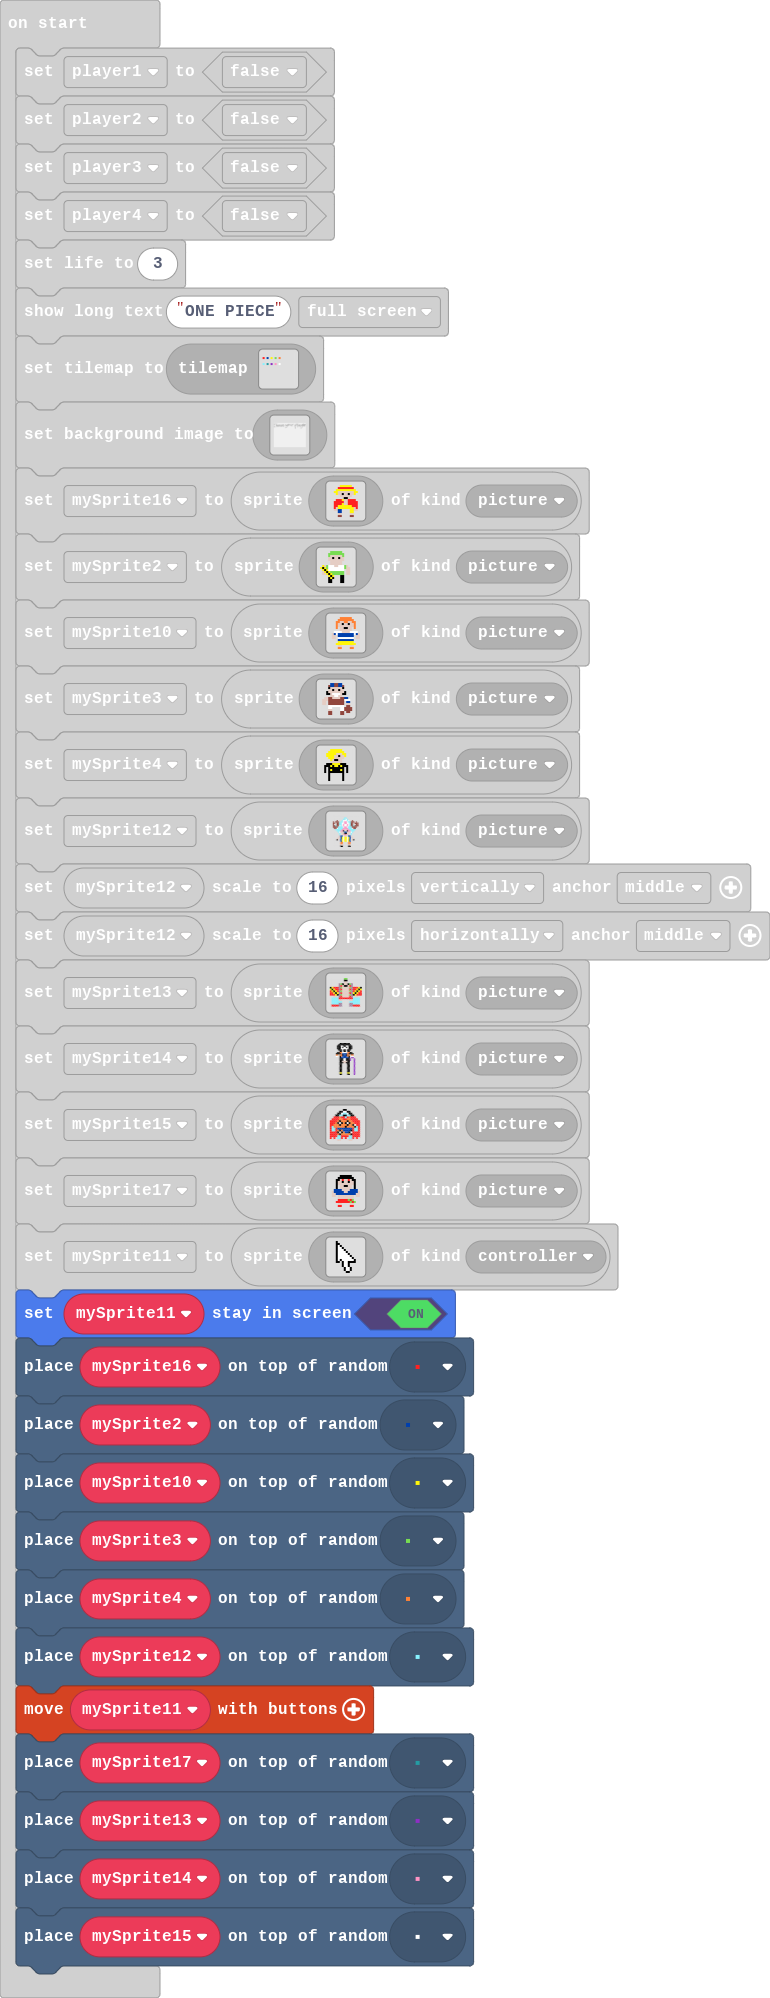 on start
set player1 to false
set player2 to false
set player3 to false
set player4 to false
set life to 3
show long text "ONE PIECE" full screen
set tilemap to tilemap
set background image to
set mySprite16 to sprite of kind picture
set mySprite2 to sprite of kind picture
set mySprite10 to sprite of kind picture
set mySprite3 to sprite of kind picture
set mySprite4 to sprite of kind picture
set mySprite12 to sprite of kind picture
set mySprite12 scale to 16 pixels vertically anchor middle
set mySprite12 scale to 16 pixels horizontally anchor middle
set mySprite13 to sprite of kind picture
set mySprite14 to sprite of kind picture
set mySprite15 to sprite of kind picture
set mySprite17 to sprite of kind picture
set mySprite11 to sprite of kind controller
set mySprite11 stay in screen ON
place mySprite16 on top of random
place mySprite2 on top of random
place mySprite10 on top of random
place mySprite3 on top of random
place mySprite4 on top of random
place mySprite12 on top of random
move mySprite11 with buttons
place mySprite17 on top of random
place mySprite13 on top of random
place mySprite14 on top of random
place mySprite15 on top of random